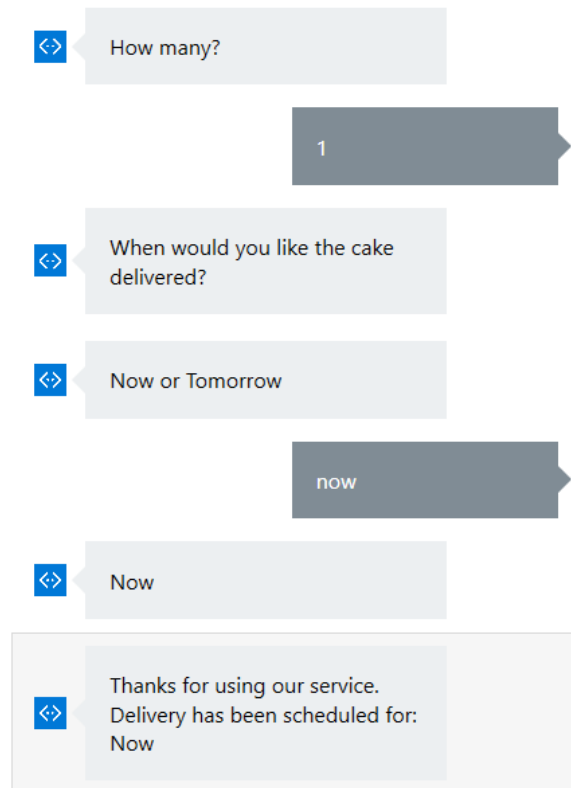 How many?
1
When would you like the cake
delivered?
Now or Tomorrow
now
Now
Thanks for using our service.
Delivery has been scheduled for:
Now